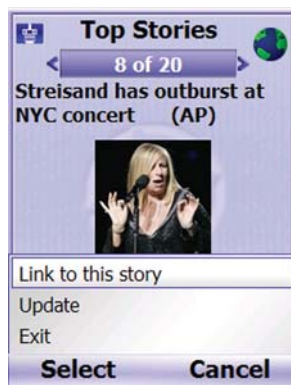 Top Stories
< 8 of 20 >
Streisand has outburst at
NYC concert (AP)
Link to this story
Update
Exit
Select Cancel